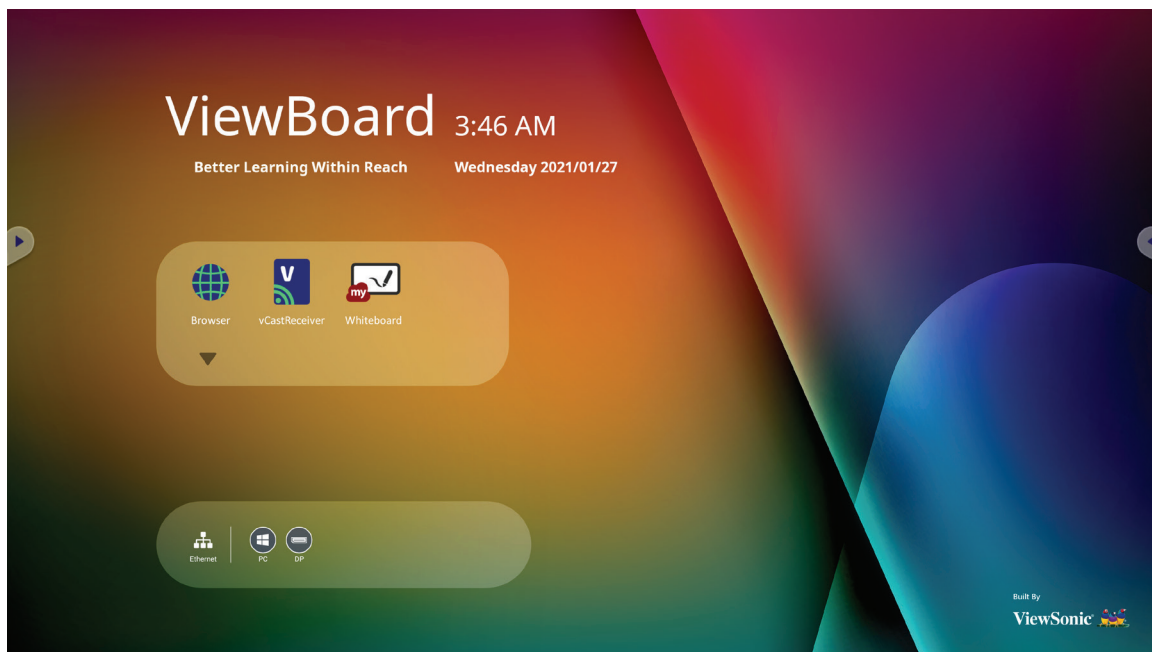 ViewBoard 3:46 AM
Better Learning Within Reach Wednesday 2021/01/27
V
my
Browser vCastReceiver Whiteboard
Ethernet PC DP
Built By
ViewSonic